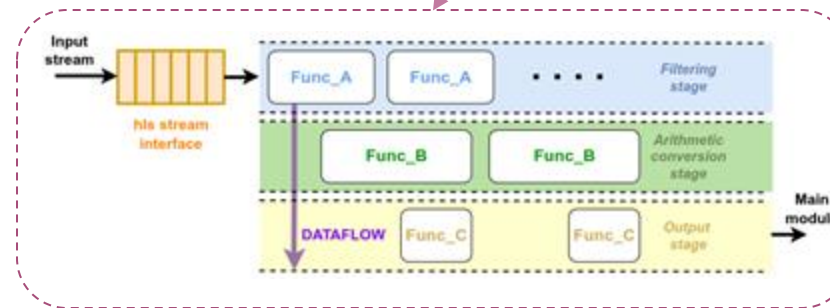 Input
stream
hls stream
interface
Func_A
Func_A
Filtering
stage
Func_B
Func_B
Arithmetic
conversion
stage
DATAFLOW
Func_C
Func_C
Output
stage
Main
modul